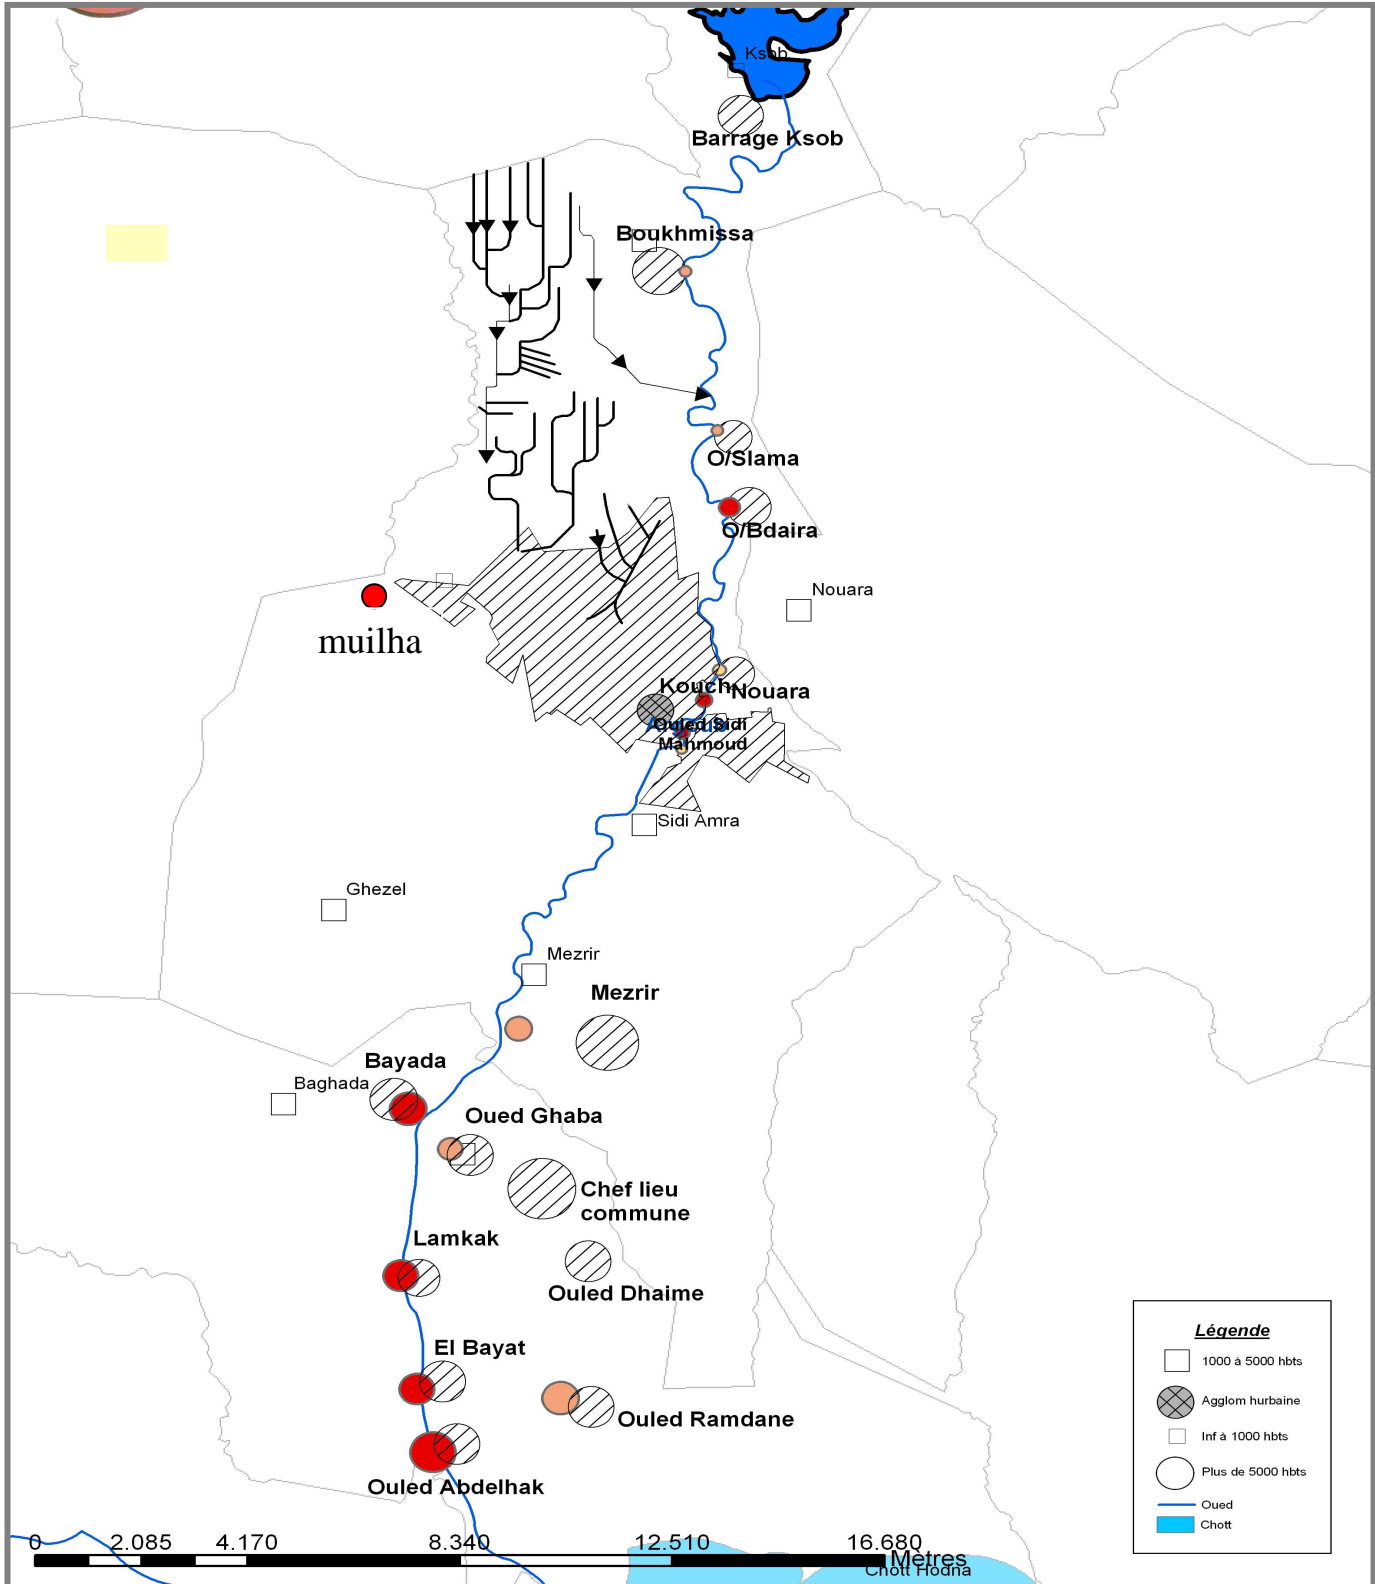 Ksob
Barrage Ksob
Boukhmissa
O/Slama
O/Bdaira
Nouara
muilha
Kouch
Nouara
Ouled Sidi
Mahmoud
Sidi Amra
Ghezel
Mezrir
Mezrir
Bayada
Baghada
Oued Ghaba
Chef lieu
commune
Lamkak
Ouled Dhaime
El Bayat
Ouled Ramdane
Ouled Abdelhak
Légende
1000 à 5000 hbts
Agglom hurbaine
Inf à 1000 hbts
Plus de 5000 hbts
Oued
Chott
0 2.085 4.170 8.340 12.510 16.680
Mètres
Chott Hodna